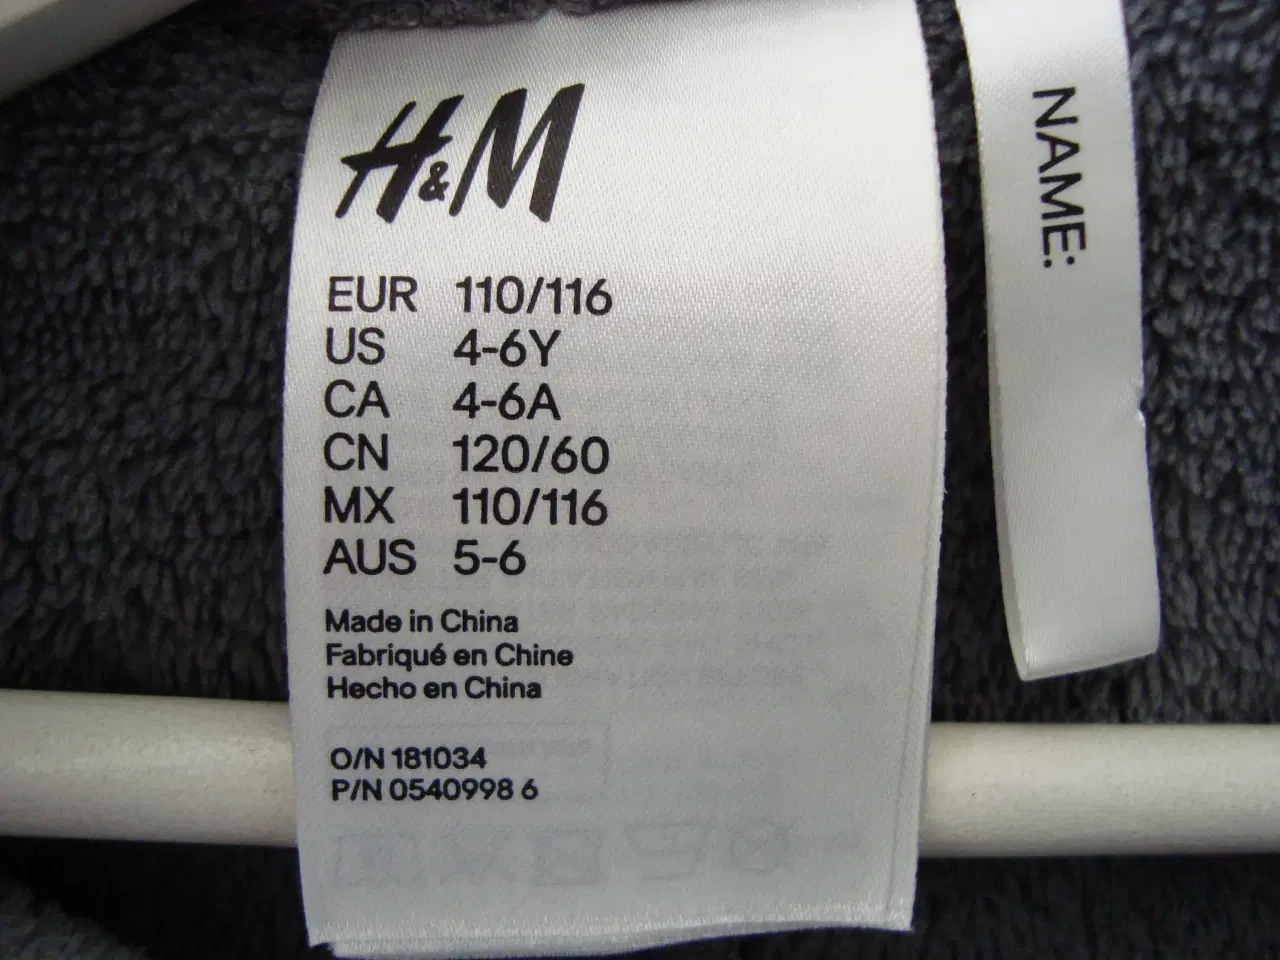 H&M
EUR 110/116
US 4-6Y
CA 4-6A
CN 120/60
MX 110/116
AUS 5-6
Made in China
Fabriqué en Chine
Hecho en China
O/N 181034
P/N 0540998 6
NAME: